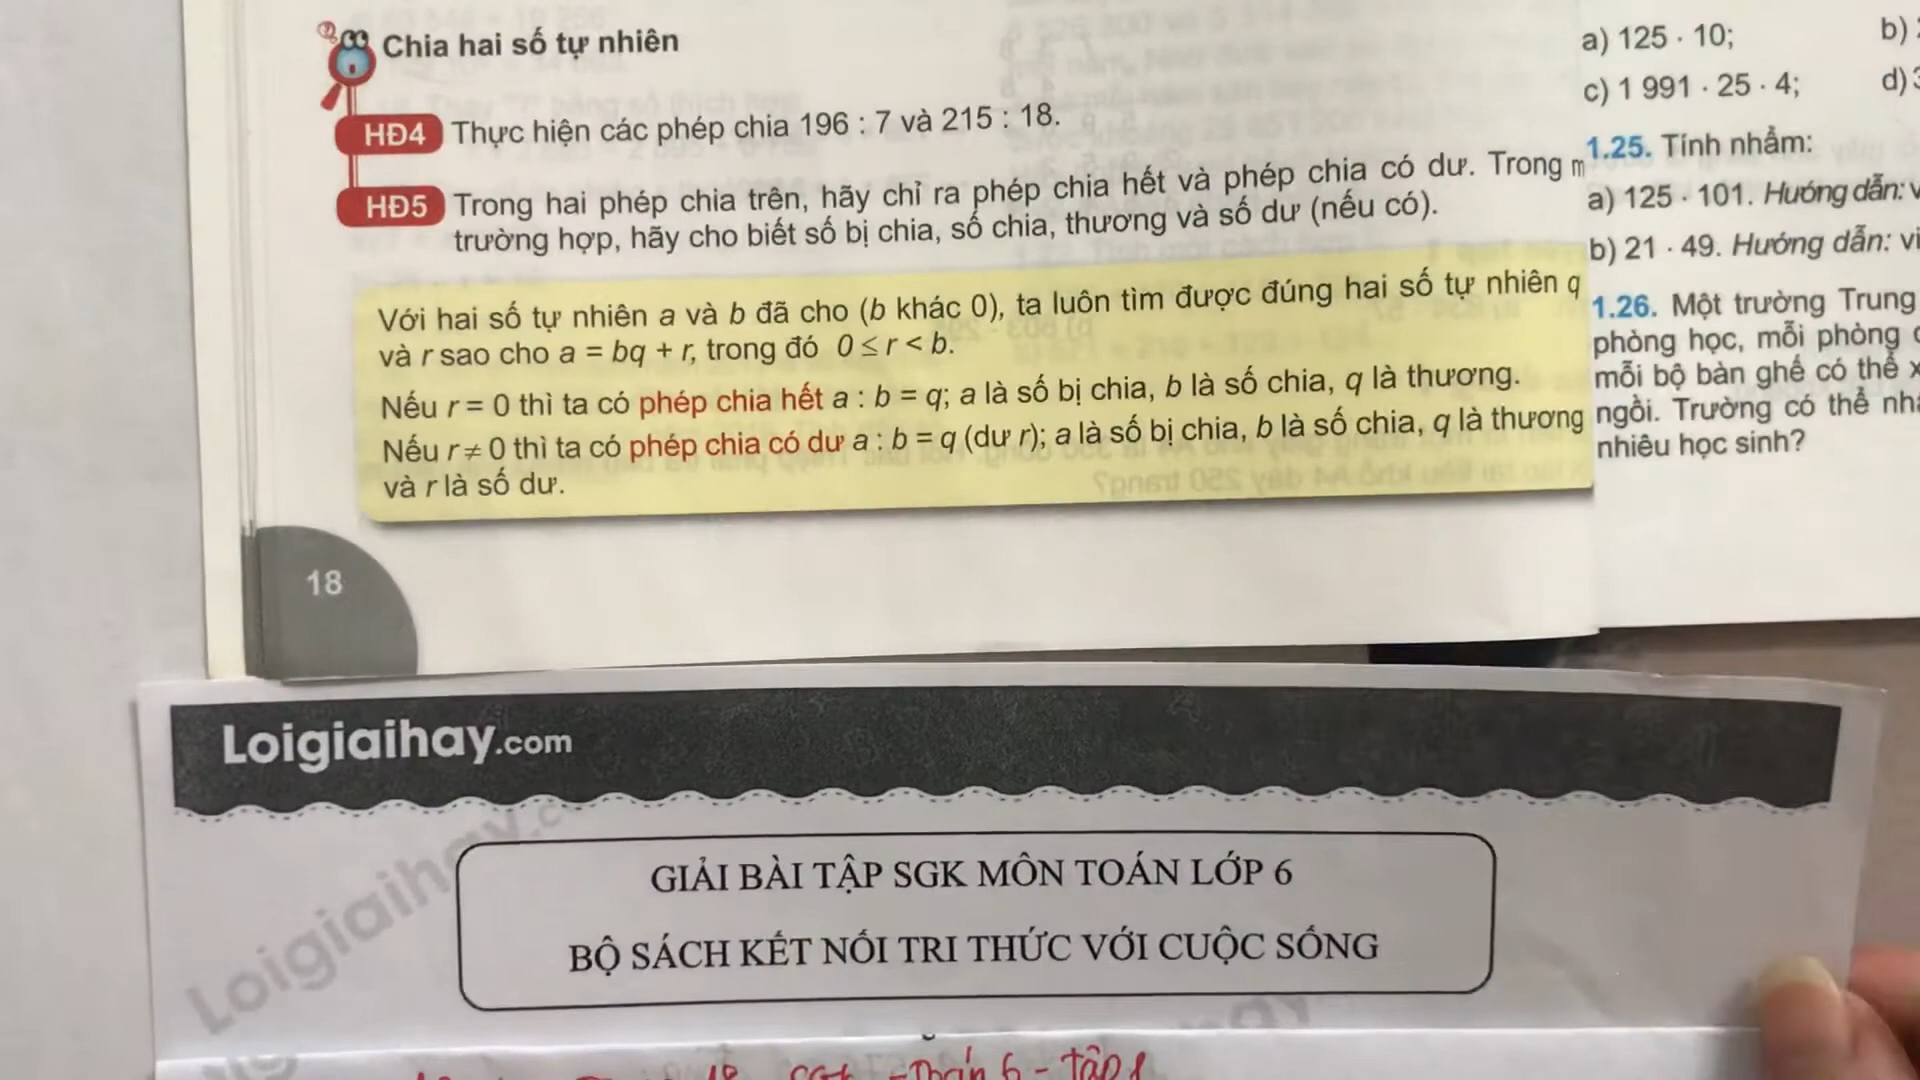 Chia hai số tự nhiên
HĐ4 Thực hiện các phép chia 196 : 7 và 215 : 18.
HĐ5 Trong hai phép chia trên, hãy chỉ ra phép chia hết và phép chia có dư. Trong m
trường hợp, hãy cho biết số bị chia, số chia, thương và số dư (nếu có).
Với hai số tự nhiên a và b đã cho (b khác 0), ta luôn tìm được đúng hai số tự nhiên q
và r sao cho a = bq + r, trong đó 0 ≤ r < b.
Nếu r = 0 thì ta có phép chia hết a : b = q; a là số bị chia, b là số chia, q là thương.
Nếu r ≠ 0 thì ta có phép chia có dư a : b = q (dư r); a là số bị chia, b là số chia, q là thương
và r là số dư.
18
a) 125 · 10; b)
c) 1 991 · 25 · 4; d) 3
1.25. Tính nhẩm:
a) 125 · 101. Hướng dẫn: v
b) 21 · 49. Hướng dẫn: vi
1.26. Một trường Trung
phòng học, mỗi phòng
mỗi bộ bàn ghế có thể x
ngồi. Trường có thể nh
nhiêu học sinh?
Loigiaihay.com
GIẢI BÀI TẬP SGK MÔN TOÁN LỚP 6
BỘ SÁCH KẾT NỐI TRI THỨC VỚI CUỘC SỐNG
Loigiaihay.c
18 SGK - Toán 6 - tập 1